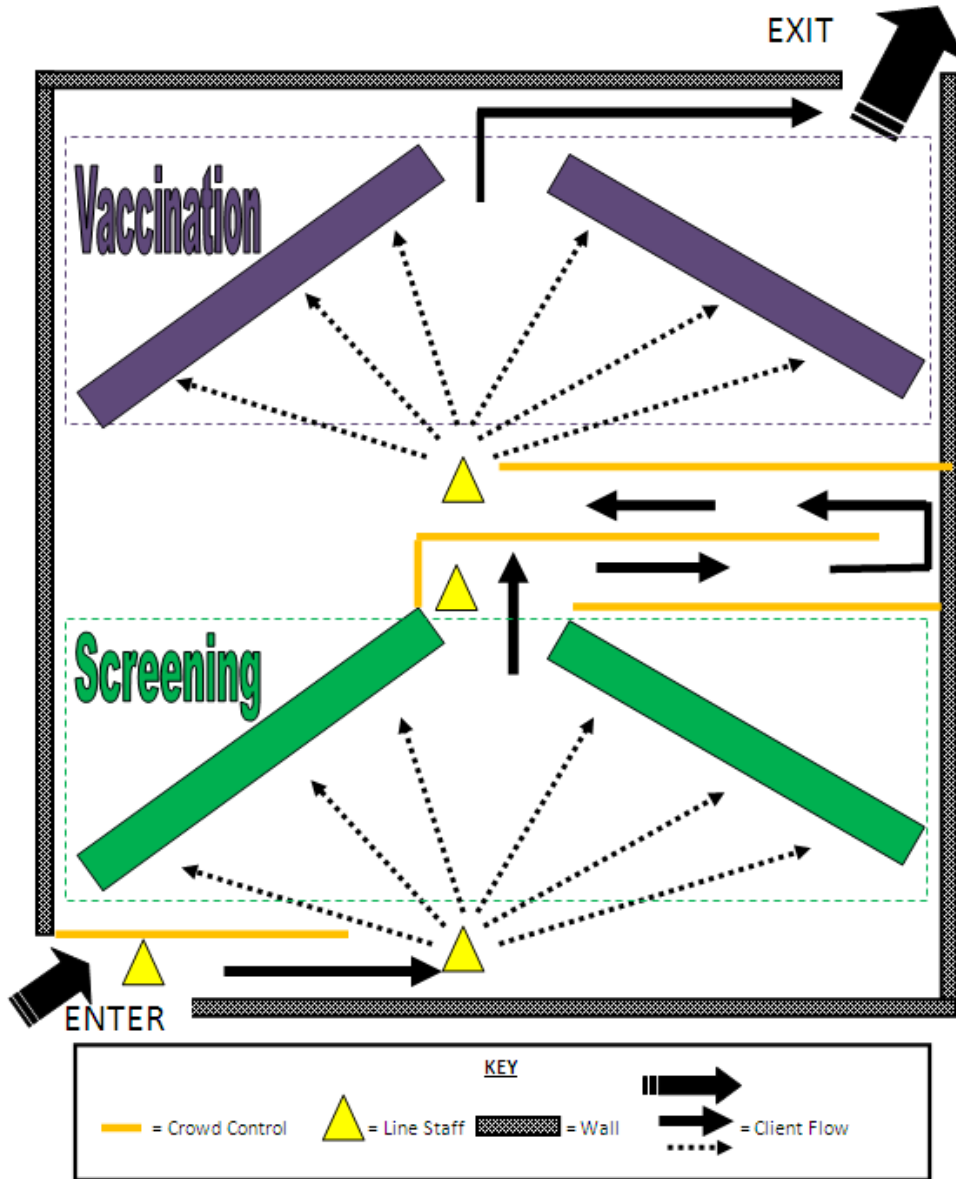 EXIT
Vaccination
Screening
ENTER
KEY
= Crowd Control
= Line Staff
= Wall
= Client Flow